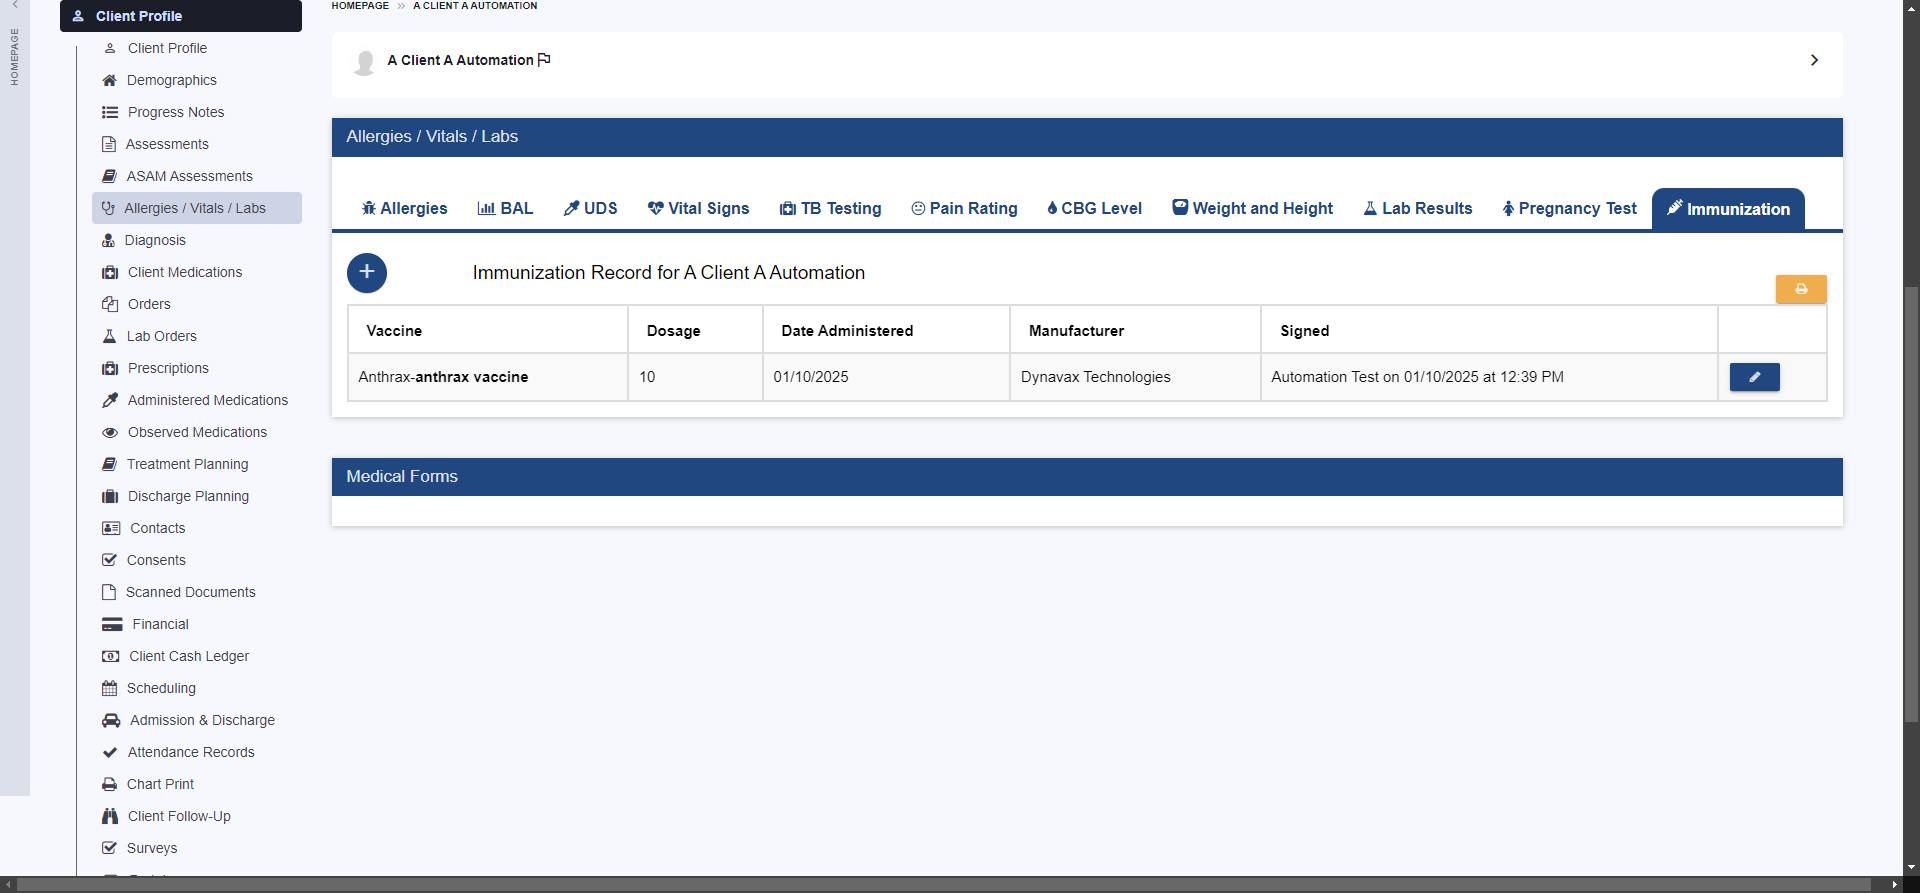 HOMEPAGE
Client Profile
Client Profile
Demographics
Progress Notes
Assessments
ASAM Assessments
Allergies / Vitals / Labs
Diagnosis
Client Medications
Orders
Lab Orders
Prescriptions
Administered Medications
Observed Medications
Treatment Planning
Discharge Planning
Contacts
Consents
Scanned Documents
Financial
Client Cash Ledger
Scheduling
Admission & Discharge
Attendance Records
Chart Print
Client Follow-Up
Surveys
HOMEPAGE » A CLIENT A AUTOMATION
A Client A Automation
Allergies / Vitals / Labs
Allergies BAL UDS Vital Signs TB Testing Pain Rating CBG Level Weight and Height Lab Results Pregnancy Test Immunization
Immunization Record for A Client A Automation
Vaccine Dosage Date Administered Manufacturer Signed
Anthrax-anthrax vaccine 10 01/10/2025 Dynavax Technologies Automation Test on 01/10/2025 at 12:39 PM
Medical Forms